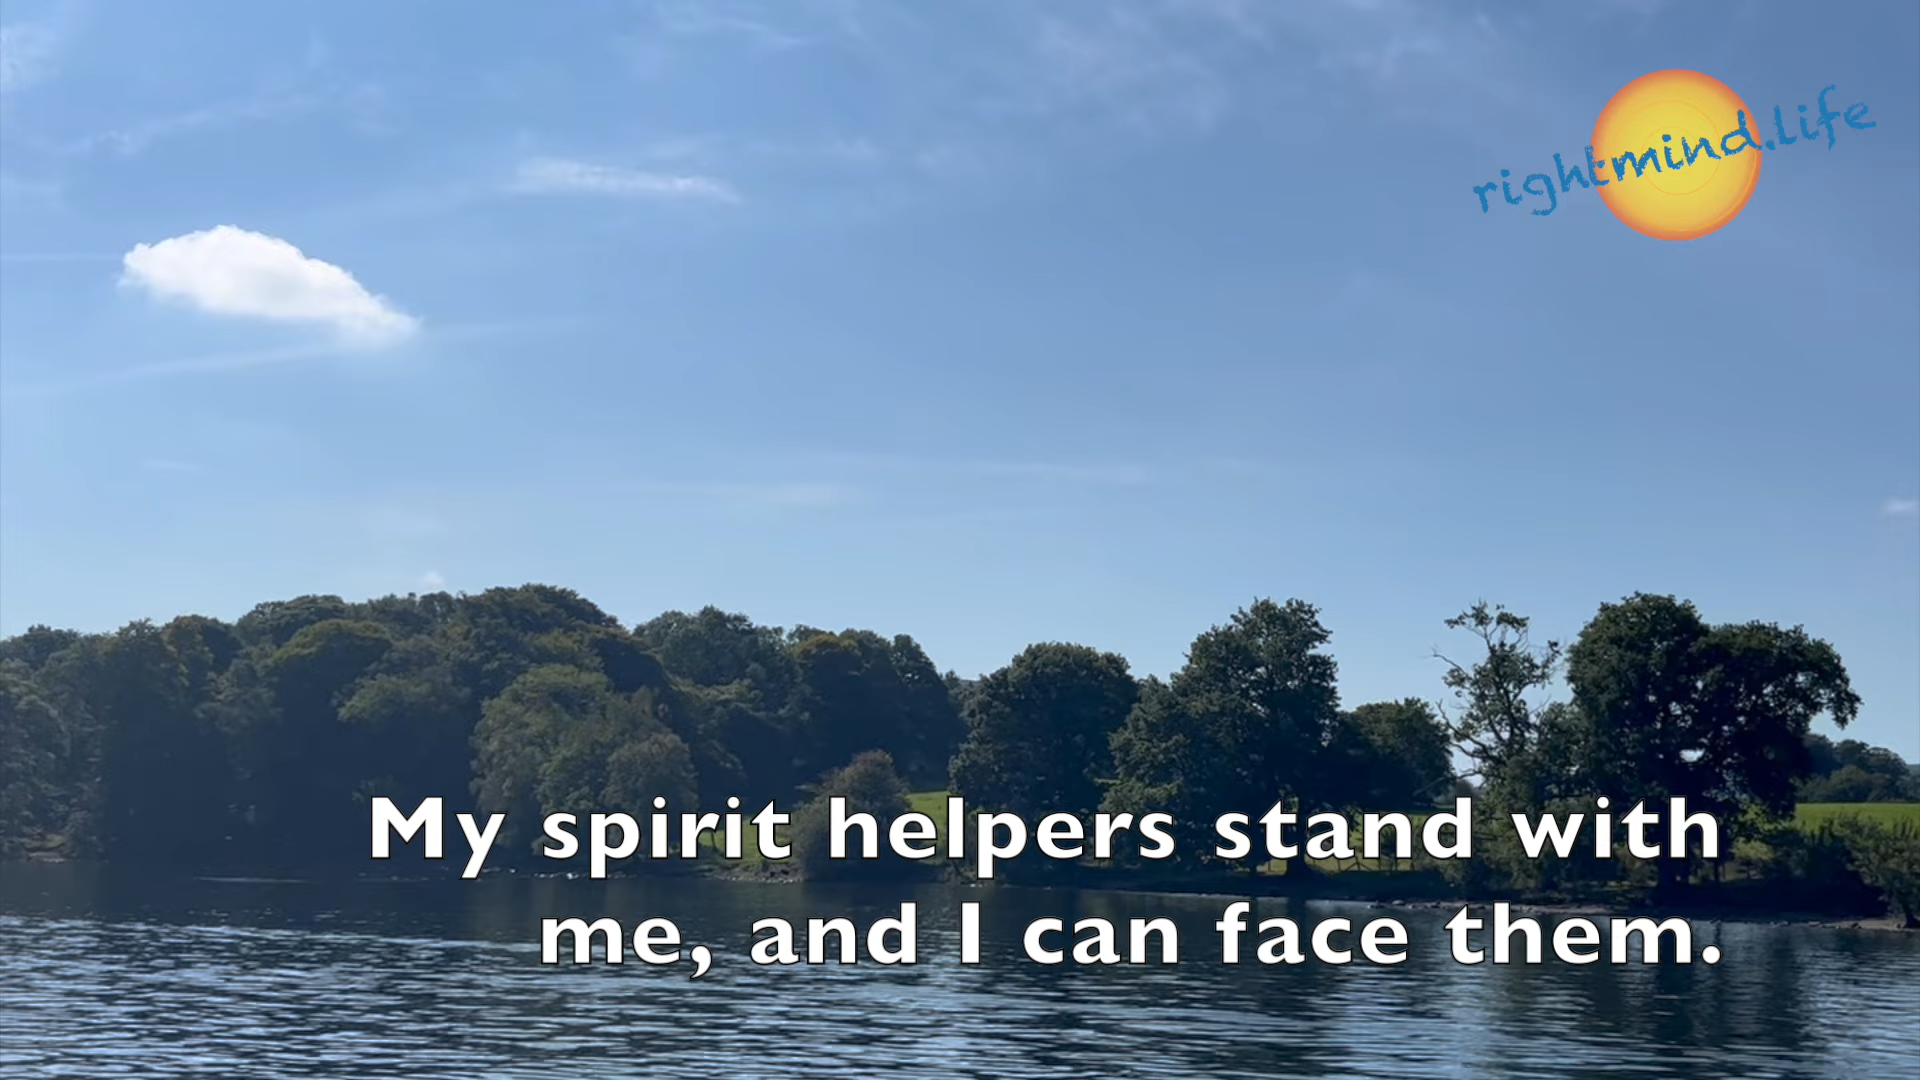 rightmind.life
My spirit helpers stand with
me, and I can face them.